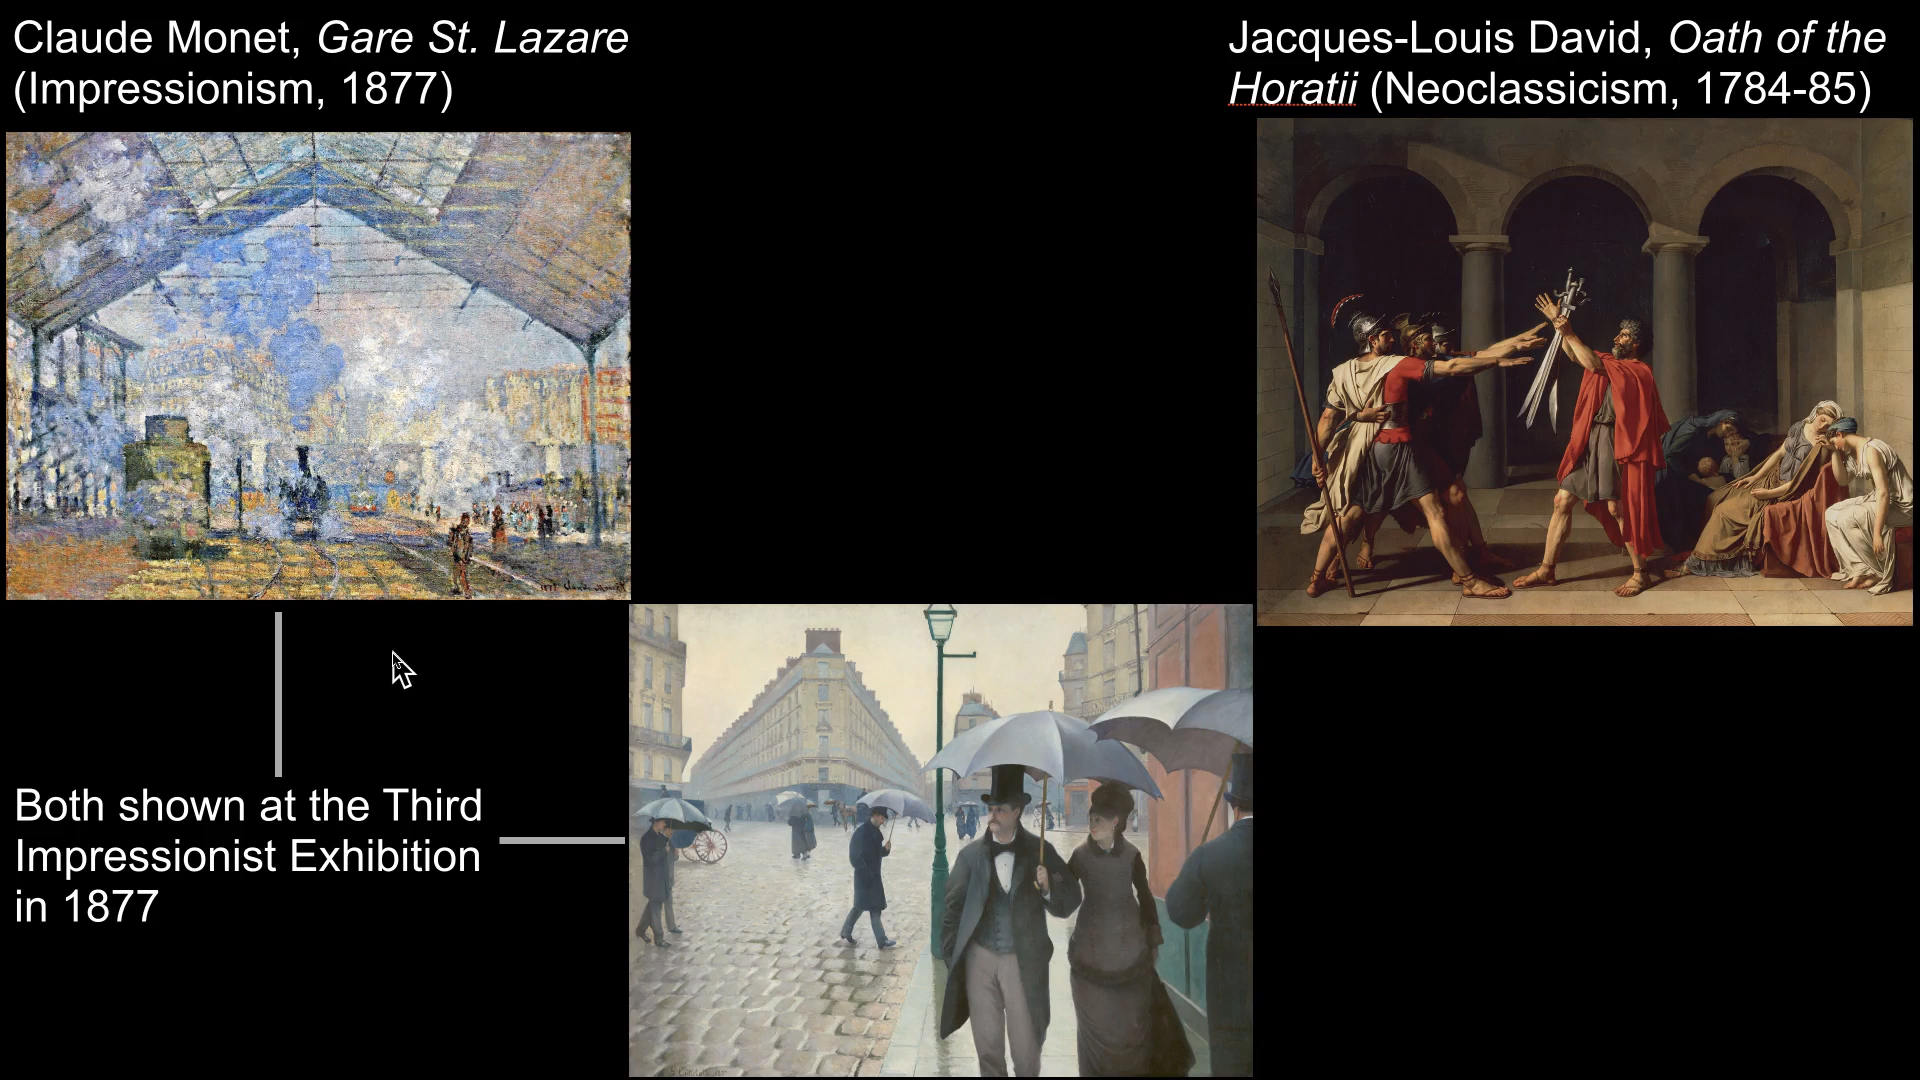 Claude Monet, Gare St. Lazare
(Impressionism, 1877)
Jacques-Louis David, Oath of the
Horatii (Neoclassicism, 1784-85)
Both shown at the Third
Impressionist Exhibition
in 1877